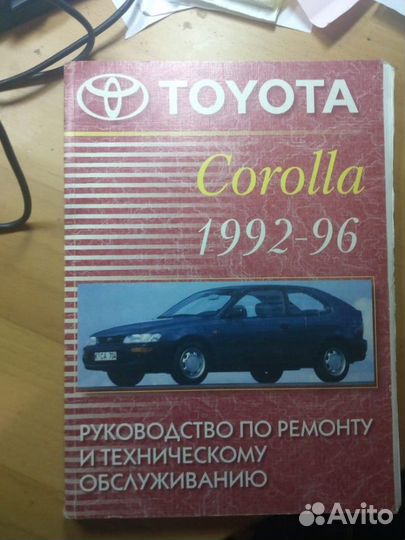 TOYOTA
Corolla
1992-96
РУКОВОДСТВО ПО РЕМОНТУ
И ТЕХНИЧЕСКОМУ
ОБСЛУЖИВАНИЮ
Avito